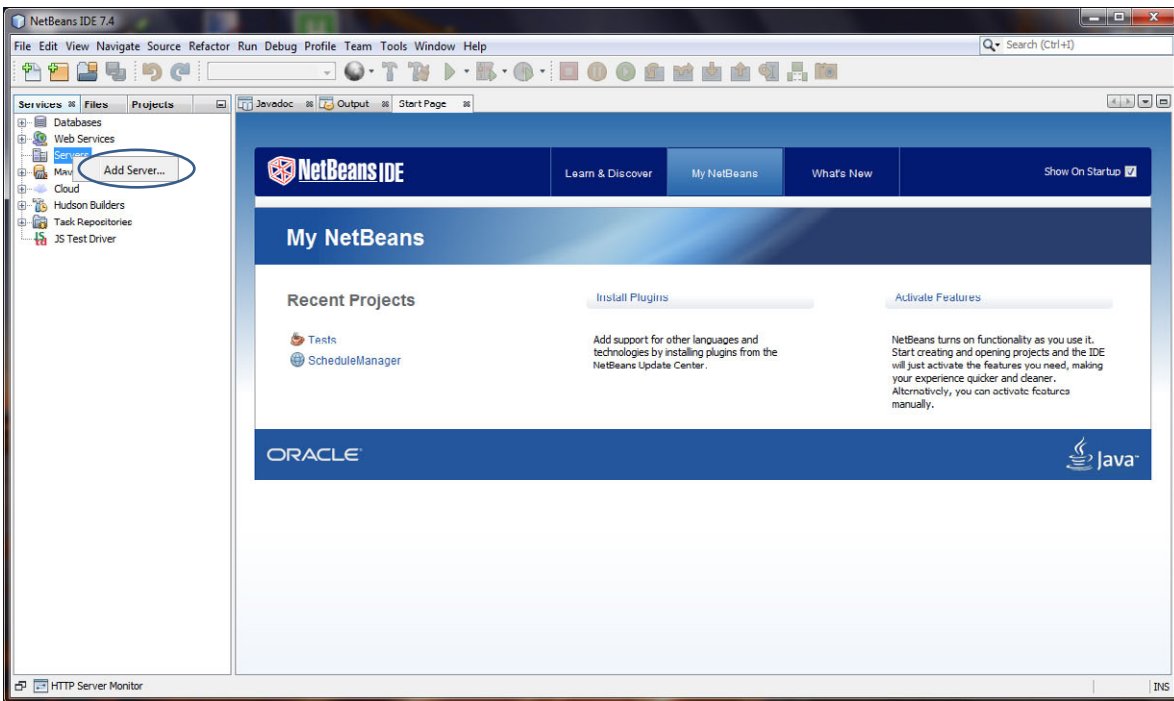 NetBeans IDE 7.4
File Edit View Navigate Source Refactor Run Debug Profile Team Tools Window Help
Search (Ctrl+I)
Services Files Projects
Javadoc Output Start Page
Databases
Web Services
Servers
Add Server...
Mav
Cloud
Hudson Builders
Task Repositories
JS Test Driver
NetBeans IDE
Learn & Discover
My NetBeans
What's New
Show On Startup
My NetBeans
Recent Projects
Tests
ScheduleManager
Install Plugins
Add support for other languages and
technologies by installing plugins from the
NetBeans Update Center.
Activate Features
NetBeans turns on functionality as you use it.
Start creating and opening projects and the IDE
will just activate the features you need, making
your experience quicker and cleaner.
Alternatively, you can activate features
manually.
ORACLE
Java
HTTP Server Monitor
INS